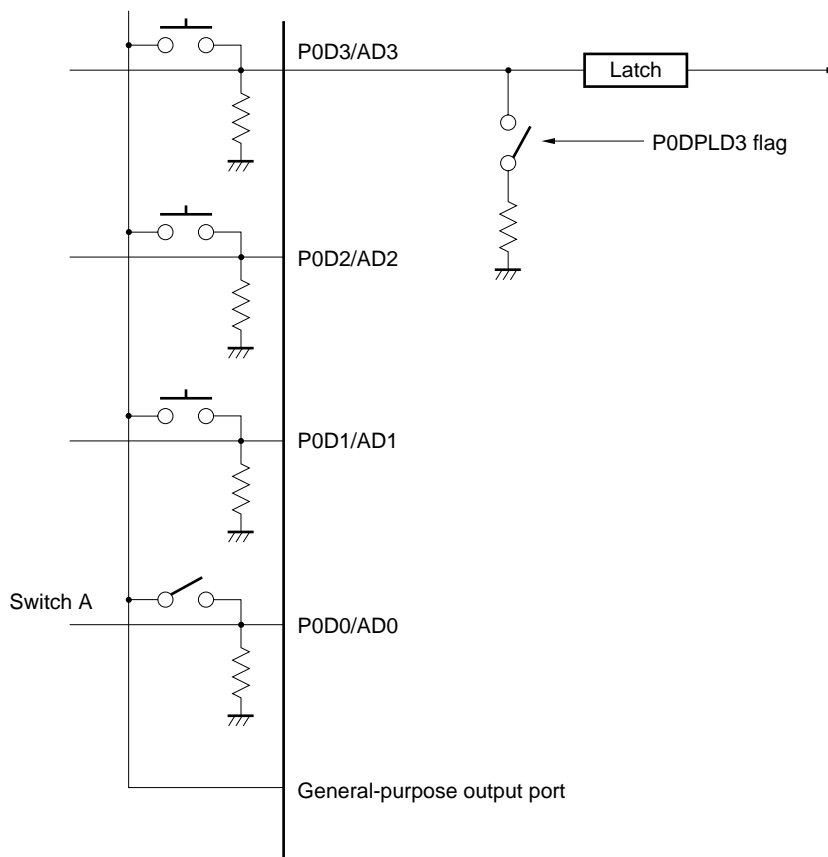 P0D3/AD3
Latch
P0DPLD3 flag
P0D2/AD2
P0D1/AD1
Switch A
P0D0/AD0
General-purpose output port